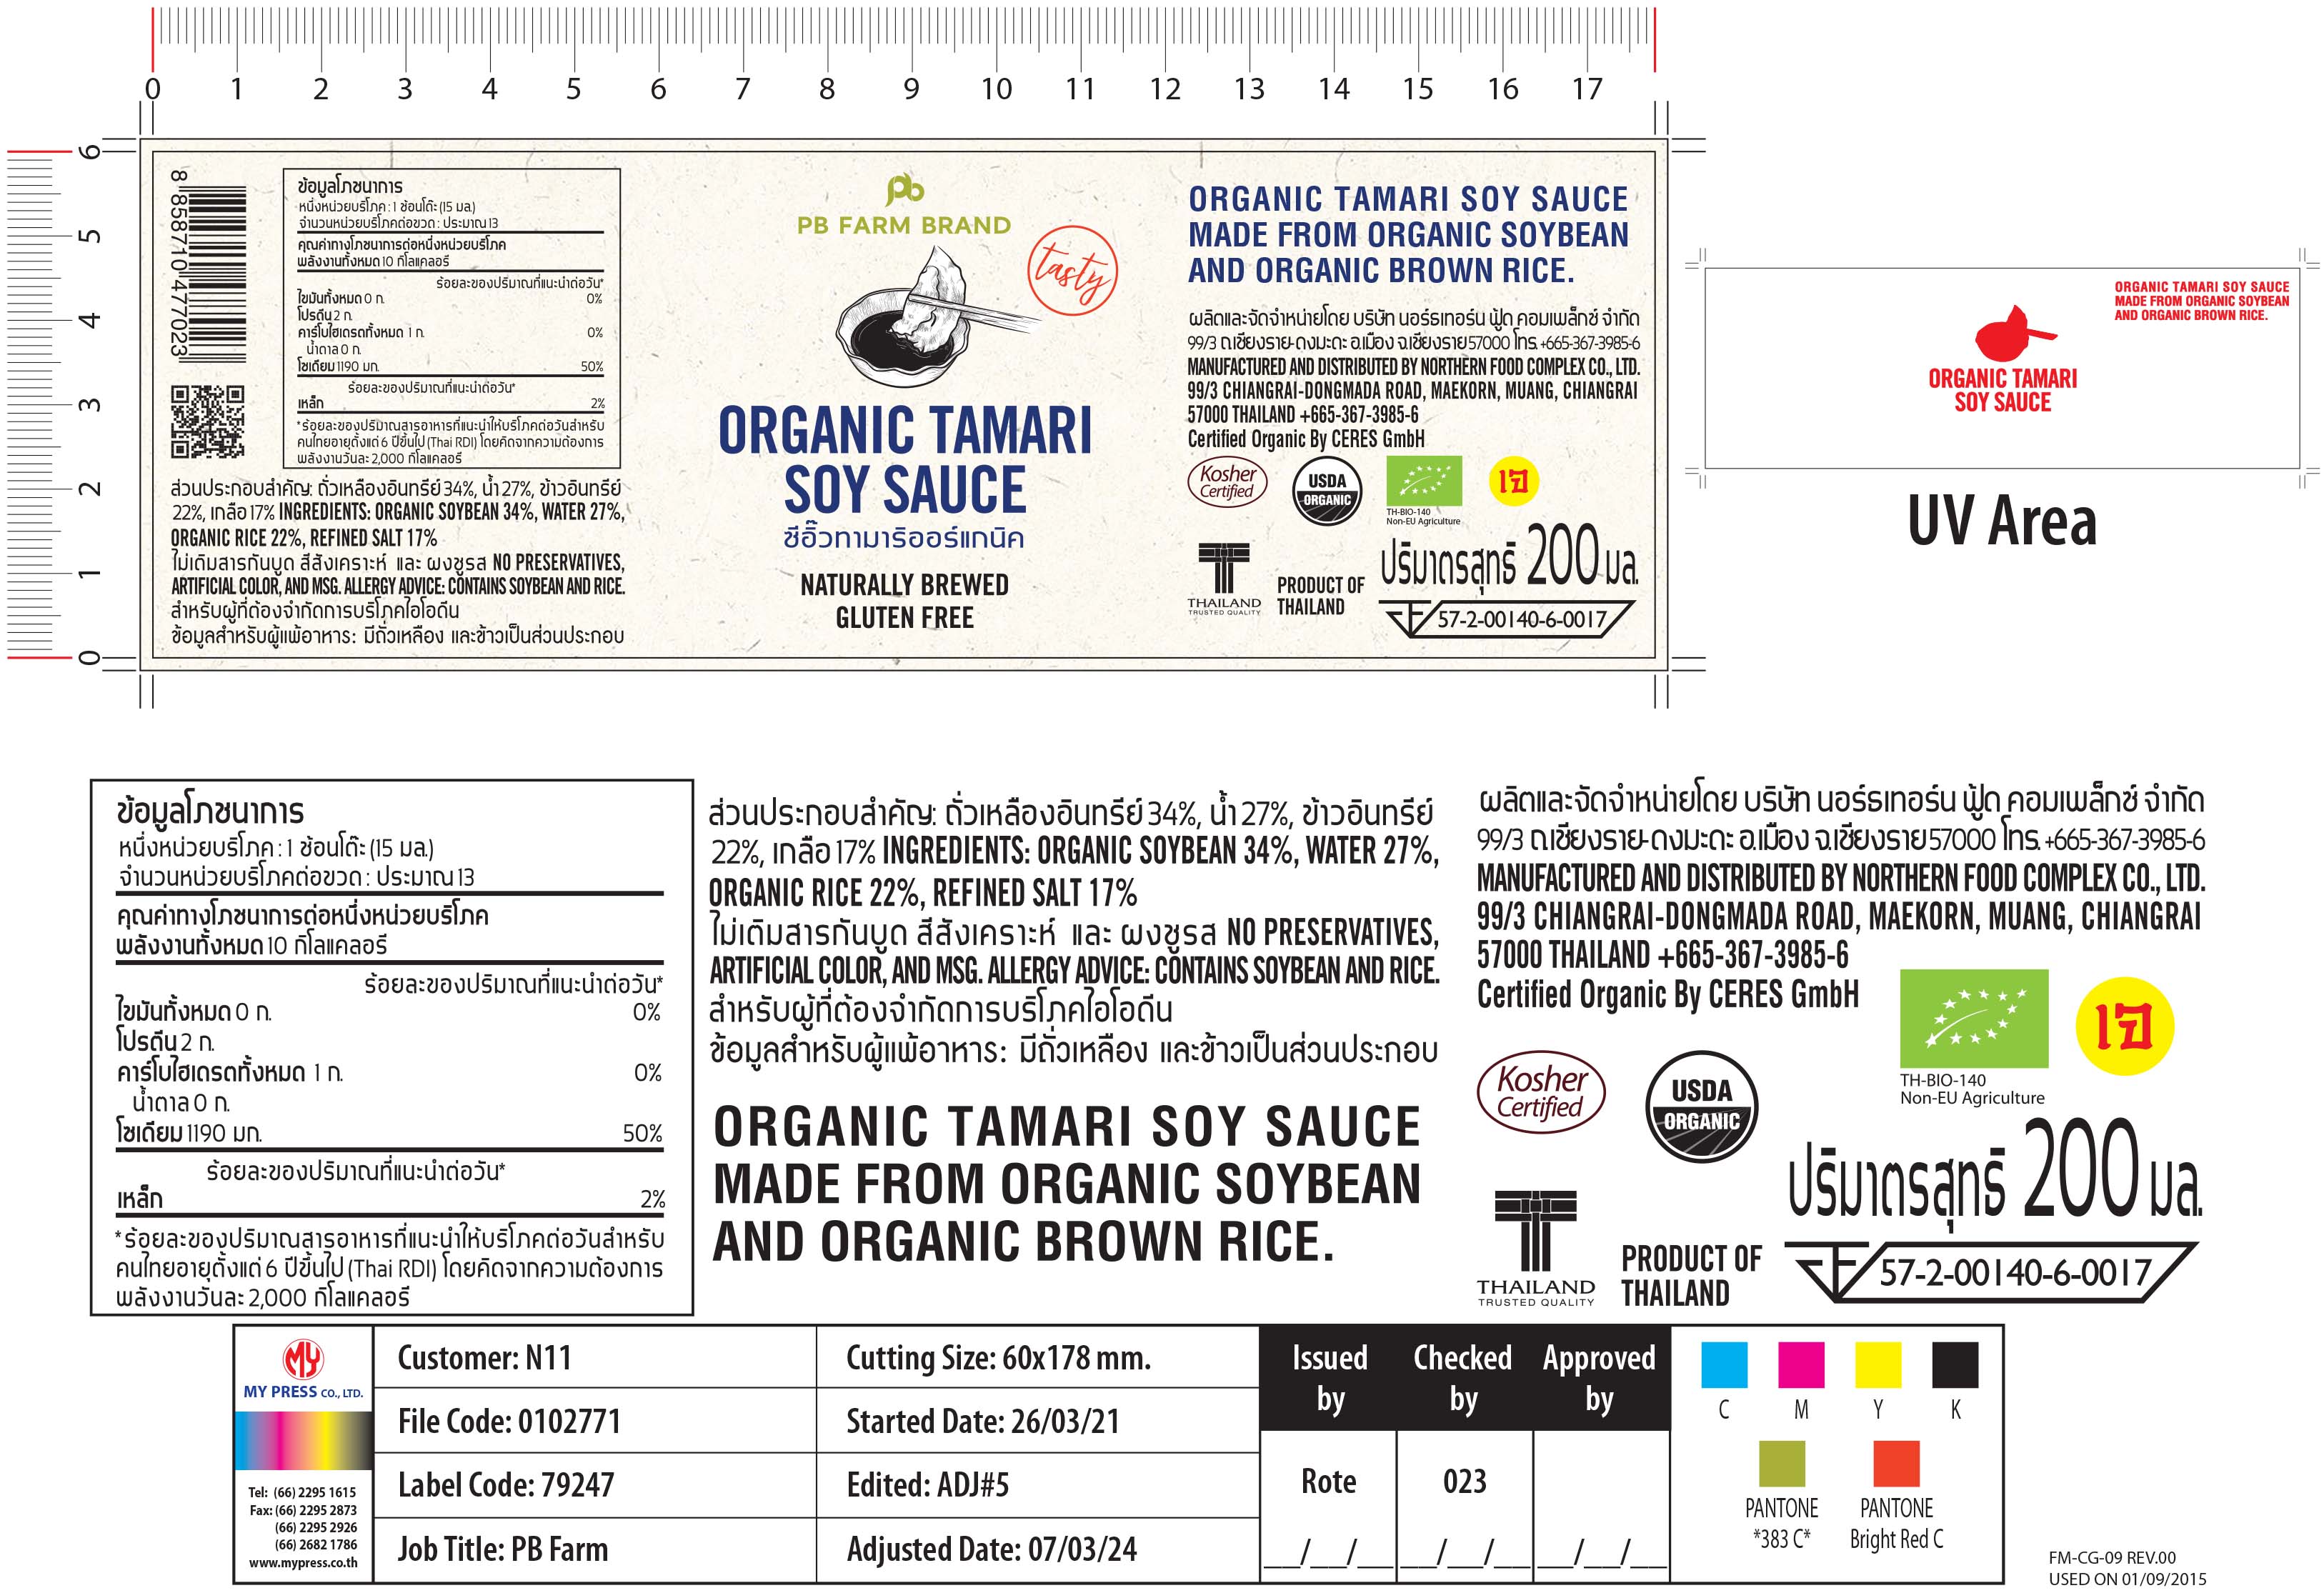 0 1 2 3 4 5 6 7 8 9 10 11 12 13 14 15 16 17
6
5
4
3
2
1
0
8 858710 477023
ข้อมูลโภชนาการ
หนึ่งหน่วยบริโภค : 1 ช้อนโต๊ะ (15 มล.)
จำนวนหน่วยบริโภคต่อขวด : ประมาณ 13
คุณค่าทางโภชนาการต่อหนึ่งหน่วยบริโภค
พลังงานทั้งหมด 10 กิโลแคลอรี
ร้อยละของปริมาณที่แนะนำต่อวัน*
ไขมันทั้งหมด 0 ก. 0%
โปรตีน 2 ก.
คาร์โบไฮเดรตทั้งหมด 1 ก. 0%
น้ำตาล 0 ก.
โซเดียม 1190 มก. 50%
ร้อยละของปริมาณที่แนะนำต่อวัน*
เหล็ก 2%
*ร้อยละของปริมาณสารอาหารที่แนะนำให้บริโภคต่อวันสำหรับ
คนไทยอายุตั้งแต่ 6 ปีขึ้นไป (Thai RDI) โดยคิดจากความต้องการ
พลังงานวันละ 2,000 กิโลแคลอรี
ส่วนประกอบสำคัญ: ถั่วเหลืองอินทรีย์ 34%, น้ำ 27%, ข้าวอินทรีย์
22%, เกลือ 17% INGREDIENTS: ORGANIC SOYBEAN 34%, WATER 27%,
ORGANIC RICE 22%, REFINED SALT 17%
ไม่เติมสารกันบูด สีสังเคราะห์ และ ผงชูรส NO PRESERVATIVES,
ARTIFICIAL COLOR, AND MSG. ALLERGY ADVICE: CONTAINS SOYBEAN AND RICE.
สำหรับผู้ที่ต้องจำกัดการบริโภคไอโอดีน
ข้อมูลสำหรับผู้แพ้อาหาร: มีถั่วเหลือง และข้าวเป็นส่วนประกอบ
pb
PB FARM BRAND
tasty
ORGANIC TAMARI
SOY SAUCE
ซีอิ๊วทามาริออร์แกนิค
NATURALLY BREWED
GLUTEN FREE
ORGANIC TAMARI SOY SAUCE
MADE FROM ORGANIC SOYBEAN
AND ORGANIC BROWN RICE.
ผลิตและจัดจำหน่ายโดย บริษัท นอร์ธเทอร์น ฟู้ด คอมเพล็กซ์ จำกัด
99/3 ถ.เชียงราย-ดงมะดะ อ.เมือง จ.เชียงราย 57000 โทร. +665-367-3985-6
MANUFACTURED AND DISTRIBUTED BY NORTHERN FOOD COMPLEX CO., LTD.
99/3 CHIANGRAI-DONGMADA ROAD, MAEKORN, MUANG, CHIANGRAI
57000 THAILAND +665-367-3985-6
Certified Organic By CERES GmbH
Kosher
Certified
USDA
ORGANIC
TH-BIO-140
Non-EU Agriculture
เจ
THAILAND
TRUSTED QUALITY
PRODUCT OF
THAILAND
ปริมาตรสุทธิ 200 มล.
57-2-00140-6-0017
ORGANIC TAMARI SOY SAUCE
MADE FROM ORGANIC SOYBEAN
AND ORGANIC BROWN RICE.
ORGANIC TAMARI
SOY SAUCE
UV Area
ข้อมูลโภชนาการ
หนึ่งหน่วยบริโภค : 1 ช้อนโต๊ะ (15 มล.)
จำนวนหน่วยบริโภคต่อขวด : ประมาณ 13
คุณค่าทางโภชนาการต่อหนึ่งหน่วยบริโภค
พลังงานทั้งหมด 10 กิโลแคลอรี
ร้อยละของปริมาณที่แนะนำต่อวัน*
ไขมันทั้งหมด 0 ก. 0%
โปรตีน 2 ก.
คาร์โบไฮเดรตทั้งหมด 1 ก. 0%
น้ำตาล 0 ก.
โซเดียม 1190 มก. 50%
ร้อยละของปริมาณที่แนะนำต่อวัน*
เหล็ก 2%
*ร้อยละของปริมาณสารอาหารที่แนะนำให้บริโภคต่อวันสำหรับ
คนไทยอายุตั้งแต่ 6 ปีขึ้นไป (Thai RDI) โดยคิดจากความต้องการ
พลังงานวันละ 2,000 กิโลแคลอรี
ส่วนประกอบสำคัญ: ถั่วเหลืองอินทรีย์ 34%, น้ำ 27%, ข้าวอินทรีย์
22%, เกลือ 17% INGREDIENTS: ORGANIC SOYBEAN 34%, WATER 27%,
ORGANIC RICE 22%, REFINED SALT 17%
ไม่เติมสารกันบูด สีสังเคราะห์ และ ผงชูรส NO PRESERVATIVES,
ARTIFICIAL COLOR, AND MSG. ALLERGY ADVICE: CONTAINS SOYBEAN AND RICE.
สำหรับผู้ที่ต้องจำกัดการบริโภคไอโอดีน
ข้อมูลสำหรับผู้แพ้อาหาร: มีถั่วเหลือง และข้าวเป็นส่วนประกอบ
ORGANIC TAMARI SOY SAUCE
MADE FROM ORGANIC SOYBEAN
AND ORGANIC BROWN RICE.
ผลิตและจัดจำหน่ายโดย บริษัท นอร์ธเทอร์น ฟู้ด คอมเพล็กซ์ จำกัด
99/3 ถ.เชียงราย-ดงมะดะ อ.เมือง จ.เชียงราย 57000 โทร. +665-367-3985-6
MANUFACTURED AND DISTRIBUTED BY NORTHERN FOOD COMPLEX CO., LTD.
99/3 CHIANGRAI-DONGMADA ROAD, MAEKORN, MUANG, CHIANGRAI
57000 THAILAND +665-367-3985-6
Certified Organic By CERES GmbH
Kosher
Certified
USDA
ORGANIC
TH-BIO-140
Non-EU Agriculture
เจ
THAILAND
TRUSTED QUALITY
PRODUCT OF
THAILAND
ปริมาตรสุทธิ 200 มล.
57-2-00140-6-0017
MY
MY PRESS CO., LTD.
Tel: (66) 2295 1615
Fax: (66) 2295 2873
(66) 2295 2926
(66) 2682 1786
www.mypress.co.th
Customer: N11
File Code: 0102771
Label Code: 79247
Job Title: PB Farm
Cutting Size: 60x178 mm.
Started Date: 26/03/21
Edited: ADJ#5
Adjusted Date: 07/03/24
Issued by
Checked by
Approved by
Rote
023
__/__/__ __/__/__ __/__/__
C M Y K
PANTONE
*383 C*
PANTONE
Bright Red C
FM-CG-09 REV.00
USED ON 01/09/2015